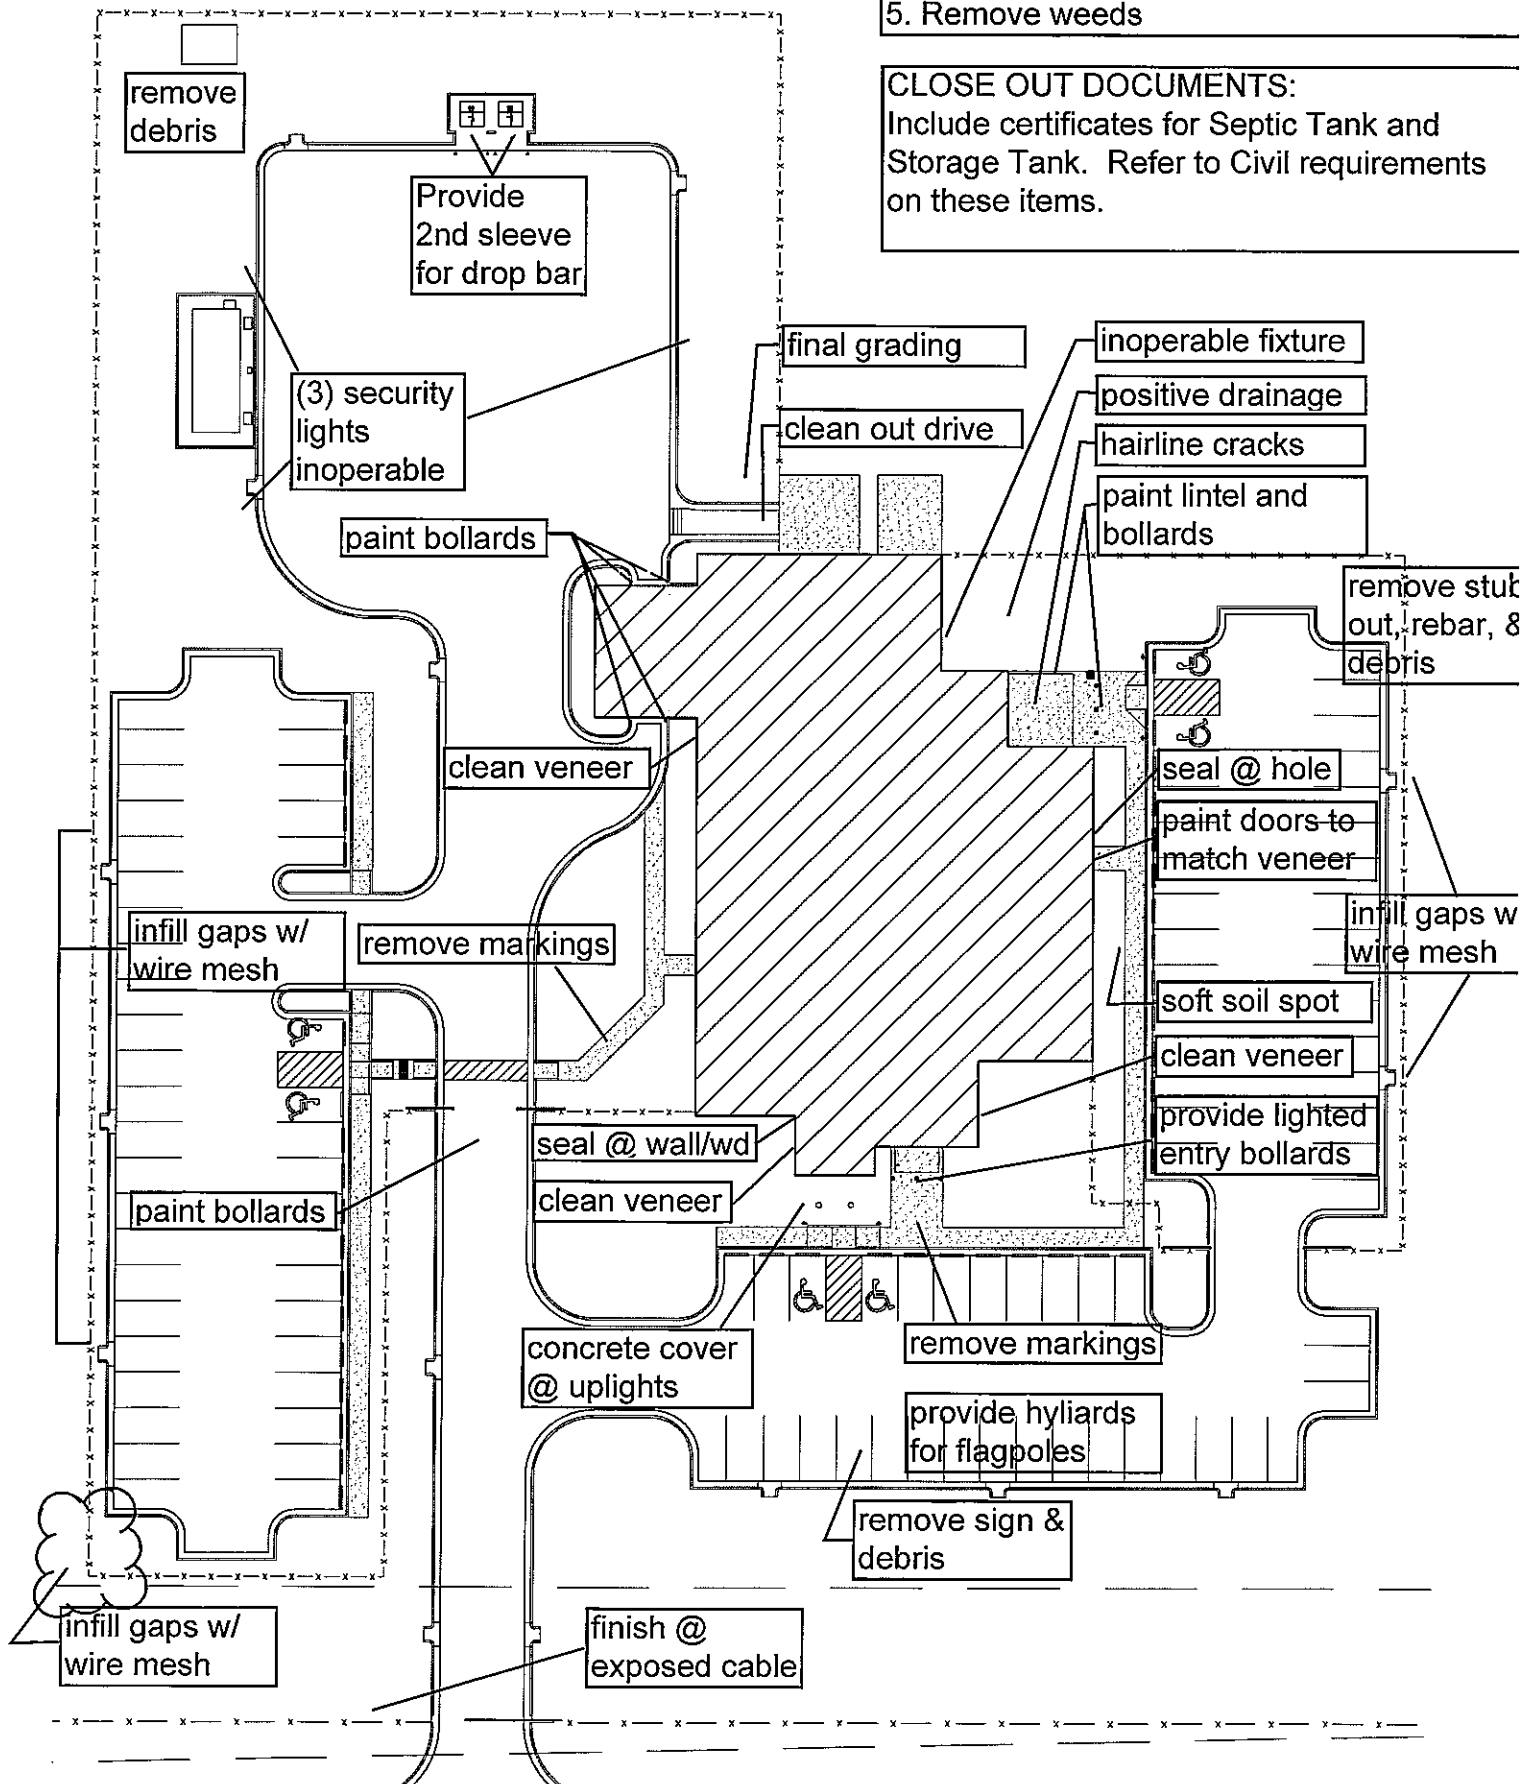 5. Remove weeds
CLOSE OUT DOCUMENTS:
Include certificates for Septic Tank and
Storage Tank.  Refer to Civil requirements
on these items.
remove
debris
Provide
2nd sleeve
for drop bar
(3) security
lights
inoperable
final grading
clean out drive
inoperable fixture
positive drainage
hairline cracks
paint lintel and
bollards
paint bollards
remove stub
out, rebar, &
debris
clean veneer
seal @ hole
paint doors to
match veneer
infill gaps w/
wire mesh
remove markings
infill gaps w
wire mesh
soft soil spot
clean veneer
provide lighted
entry bollards
seal @ wall/wd
clean veneer
paint bollards
concrete cover
@ uplights
remove markings
provide hyliards
for flagpoles
remove sign &
debris
infill gaps w/
wire mesh
finish @
exposed cable